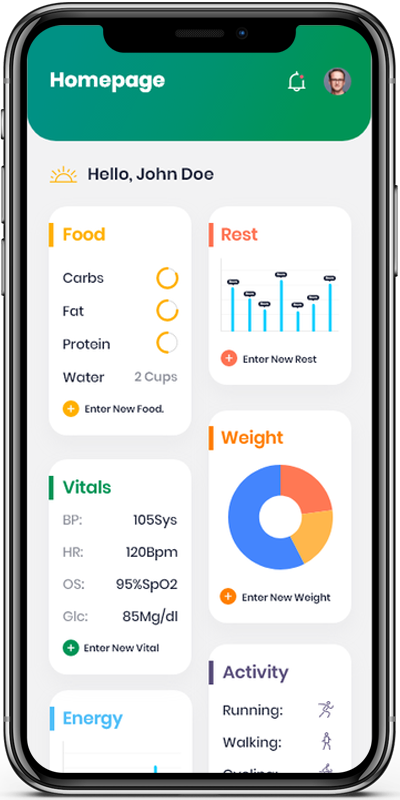 Homepage
Hello, John Doe
Food
Carbs
Fat
Protein
Water 2 Cups
Enter New Food.
Vitals
BP: 105Sys
HR: 120Bpm
OS: 95%SpO2
Glc: 85Mg/dl
Enter New Vital
Energy
Rest
Enter New Rest
Weight
Enter New Weight
Activity
Running:
Walking:
Cycling: